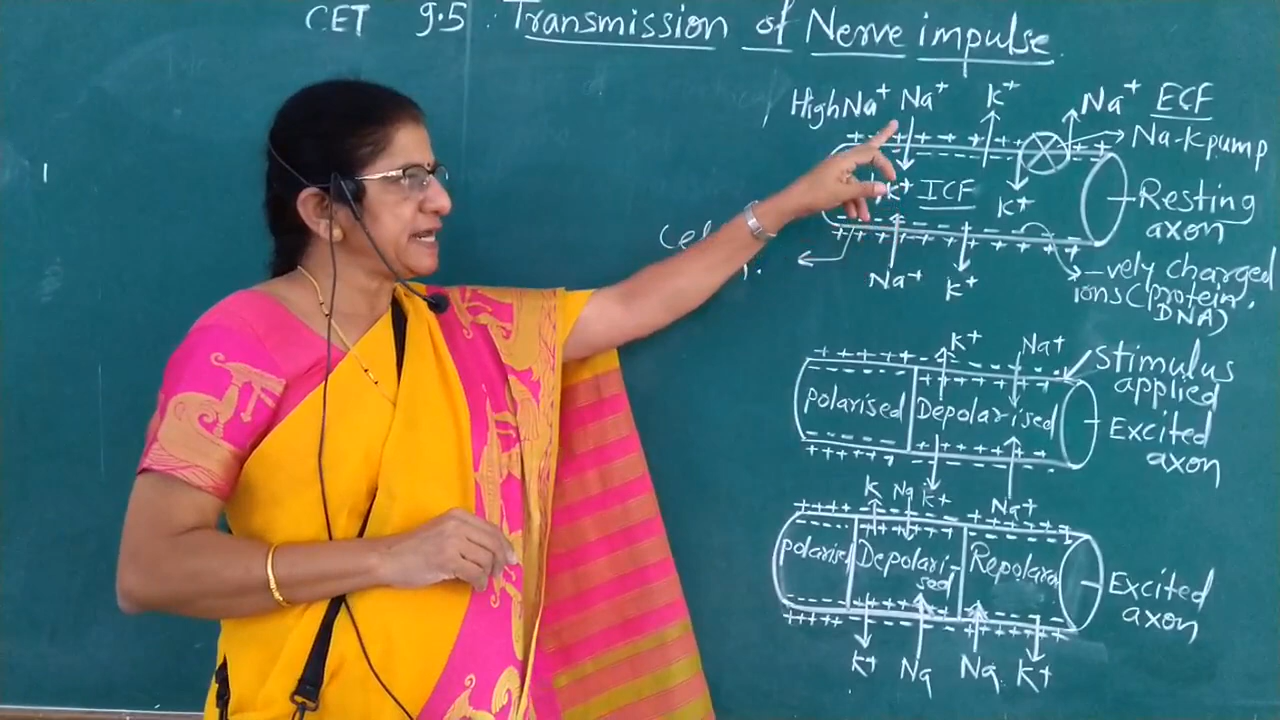 CET 9.5 : Transmission of Nerve impulse
High Na+ Na+ K+ Na+ ECF
Na-K pump
K+ ICF K+
Resting
axon
Na+ K+
-vely charged
ions (protein,
DNA)
K+ Na+ Stimulus
applied
polarised Depolarised
Excited
axon
K Na K+ Na+
polarised Depolari-
sed
Repolara
Excited
axon
K+ Na Na K+